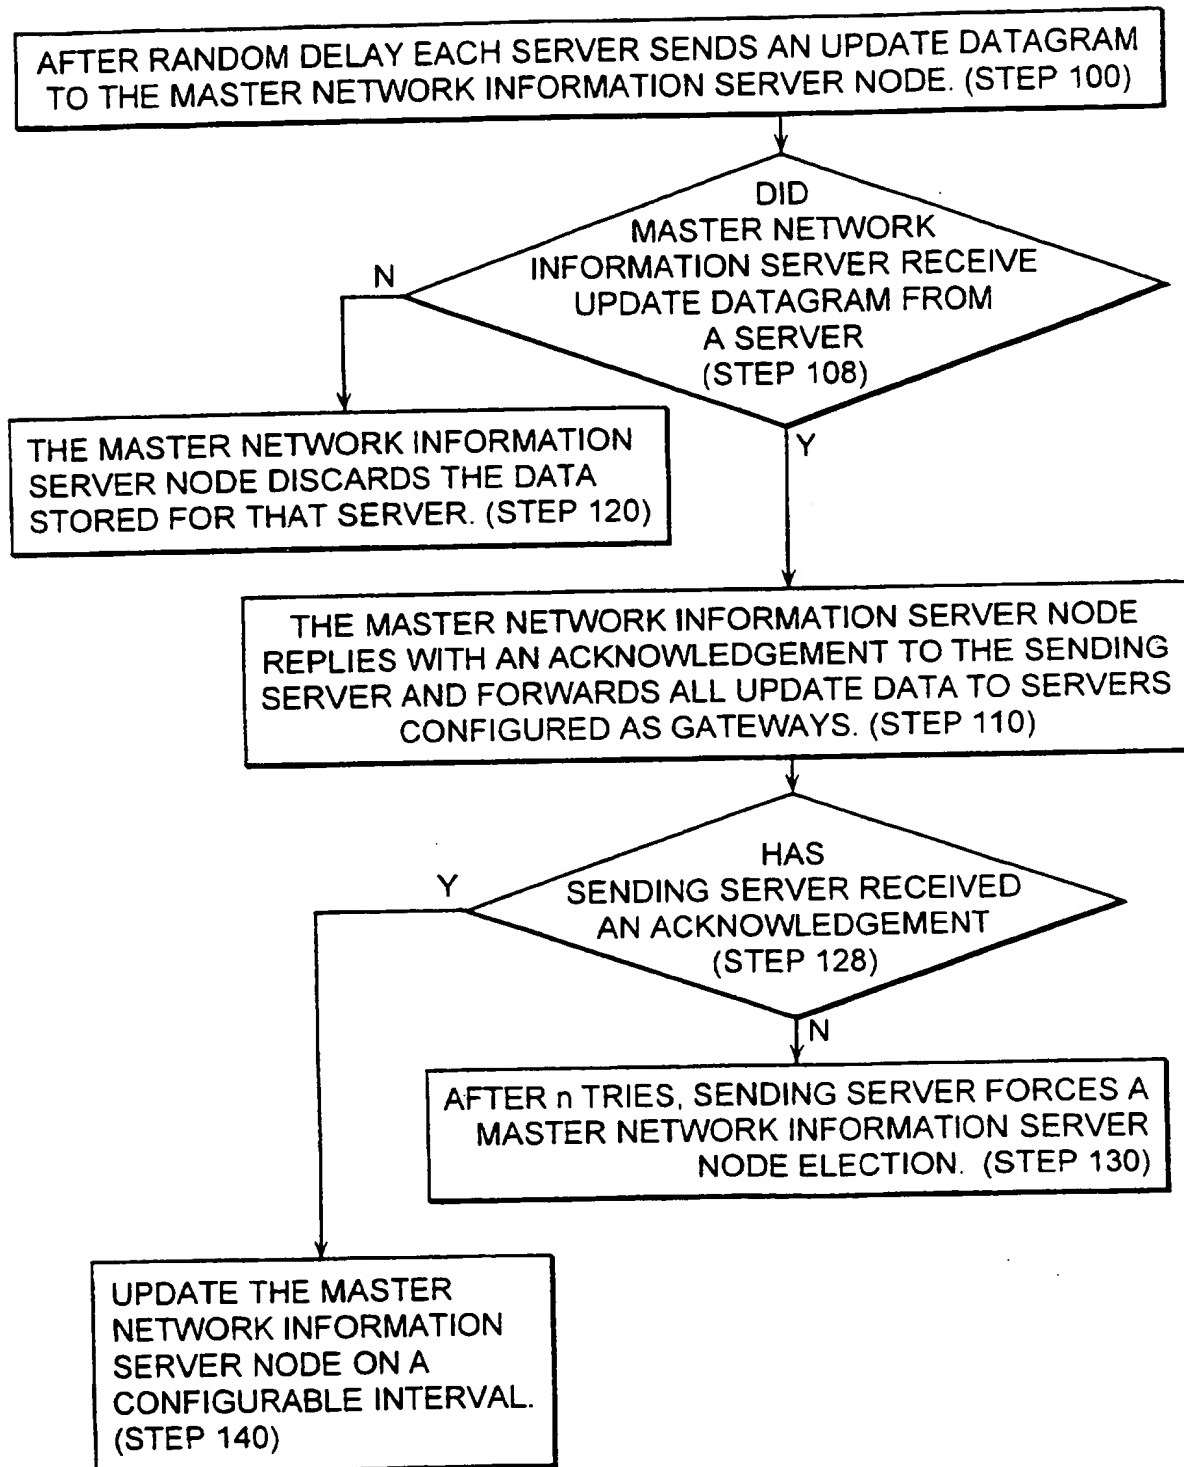 AFTER RANDOM DELAY EACH SERVER SENDS AN UPDATE DATAGRAM
TO THE MASTER NETWORK INFORMATION SERVER NODE. (STEP 100)
DID
MASTER NETWORK
INFORMATION SERVER RECEIVE
UPDATE DATAGRAM FROM
A SERVER
(STEP 108)
N
Y
THE MASTER NETWORK INFORMATION
SERVER NODE DISCARDS THE DATA
STORED FOR THAT SERVER. (STEP 120)
THE MASTER NETWORK INFORMATION SERVER NODE
REPLIES WITH AN ACKNOWLEDGEMENT TO THE SENDING
SERVER AND FORWARDS ALL UPDATE DATA TO SERVERS
CONFIGURED AS GATEWAYS. (STEP 110)
HAS
SENDING SERVER RECEIVED
AN ACKNOWLEDGEMENT
(STEP 128)
Y
N
AFTER n TRIES, SENDING SERVER FORCES A
MASTER NETWORK INFORMATION SERVER
NODE ELECTION. (STEP 130)
UPDATE THE MASTER
NETWORK INFORMATION
SERVER NODE ON A
CONFIGURABLE INTERVAL.
(STEP 140)